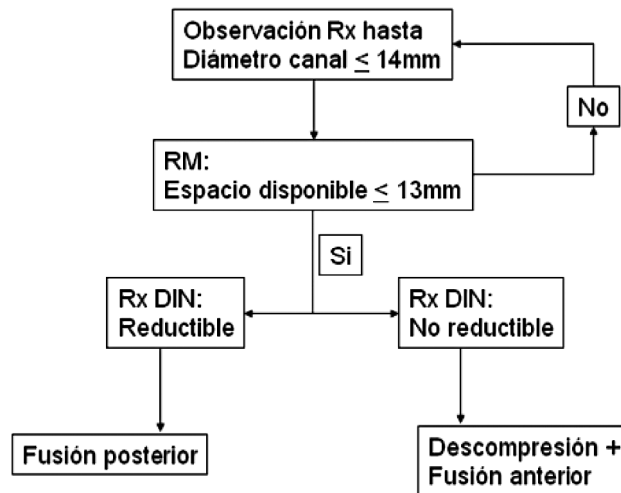 Observación Rx hasta
Diámetro canal ≤ 14mm
No
RM:
Espacio disponible ≤ 13mm
Si
Rx DIN:
Reductible
Rx DIN:
No reductible
Fusión posterior
Descompresión +
Fusión anterior